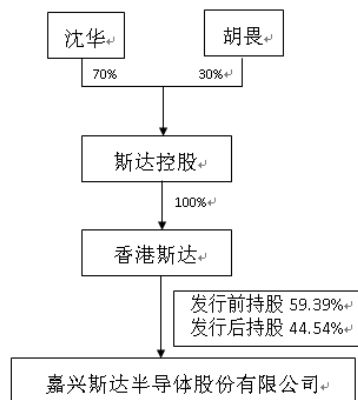 沈华
胡畏
70%
30%
斯达控股
100%
香港斯达
发行前持股 59.39%
发行后持股 44.54%
嘉兴斯达半导体股份有限公司